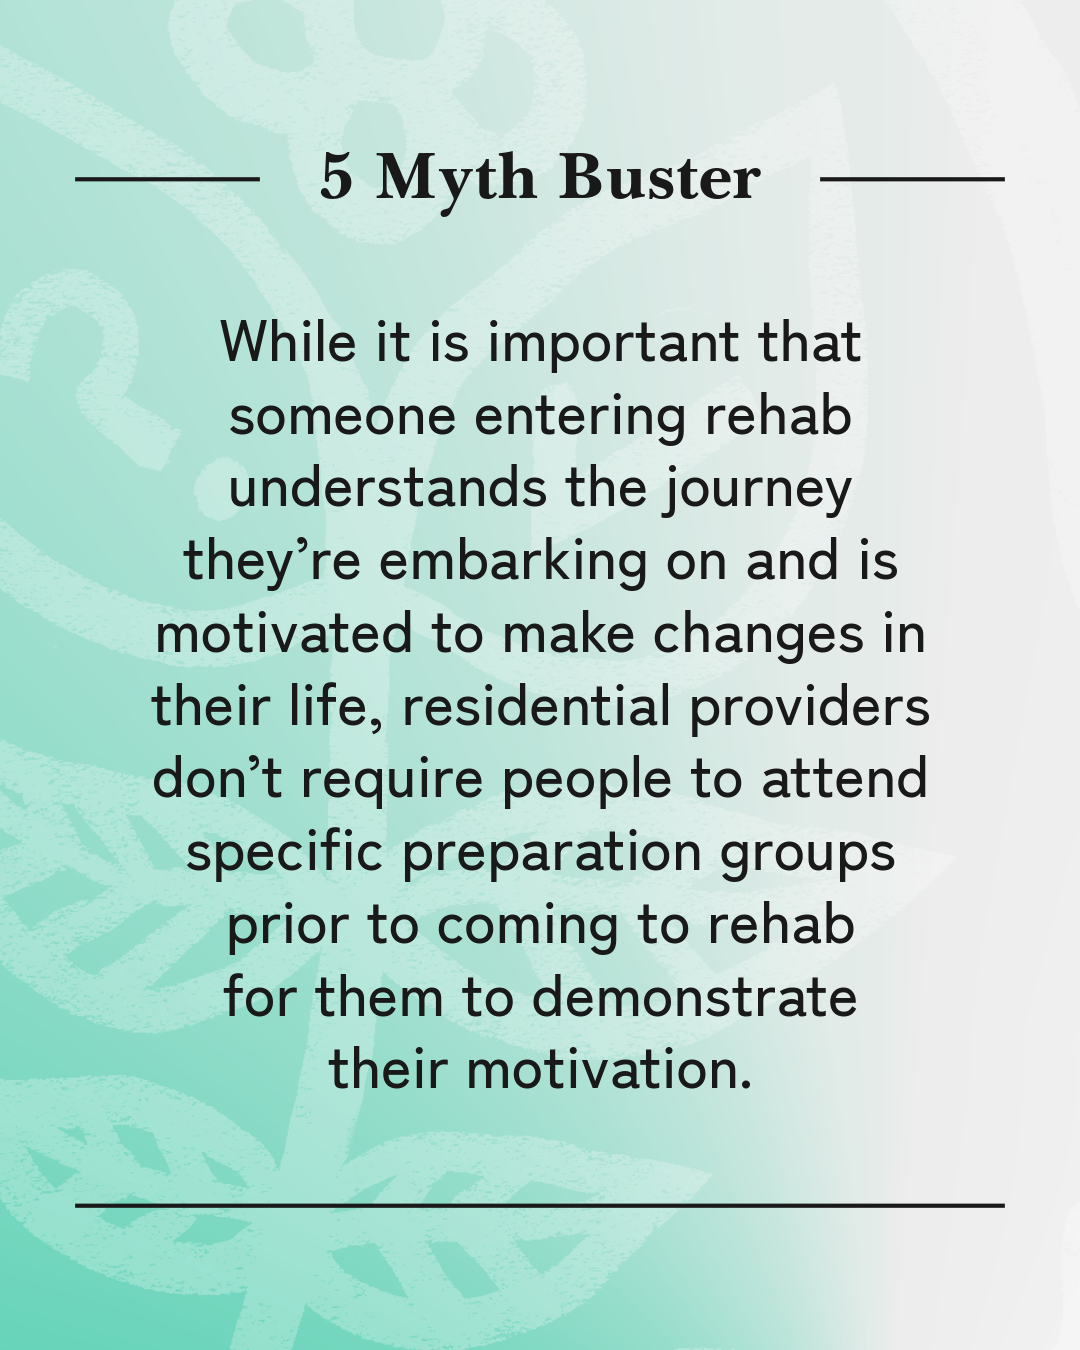 5 Myth Buster
While it is important that
someone entering rehab
understands the journey
they’re embarking on and is
motivated to make changes in
their life, residential providers
don’t require people to attend
specific preparation groups
prior to coming to rehab
for them to demonstrate
their motivation.